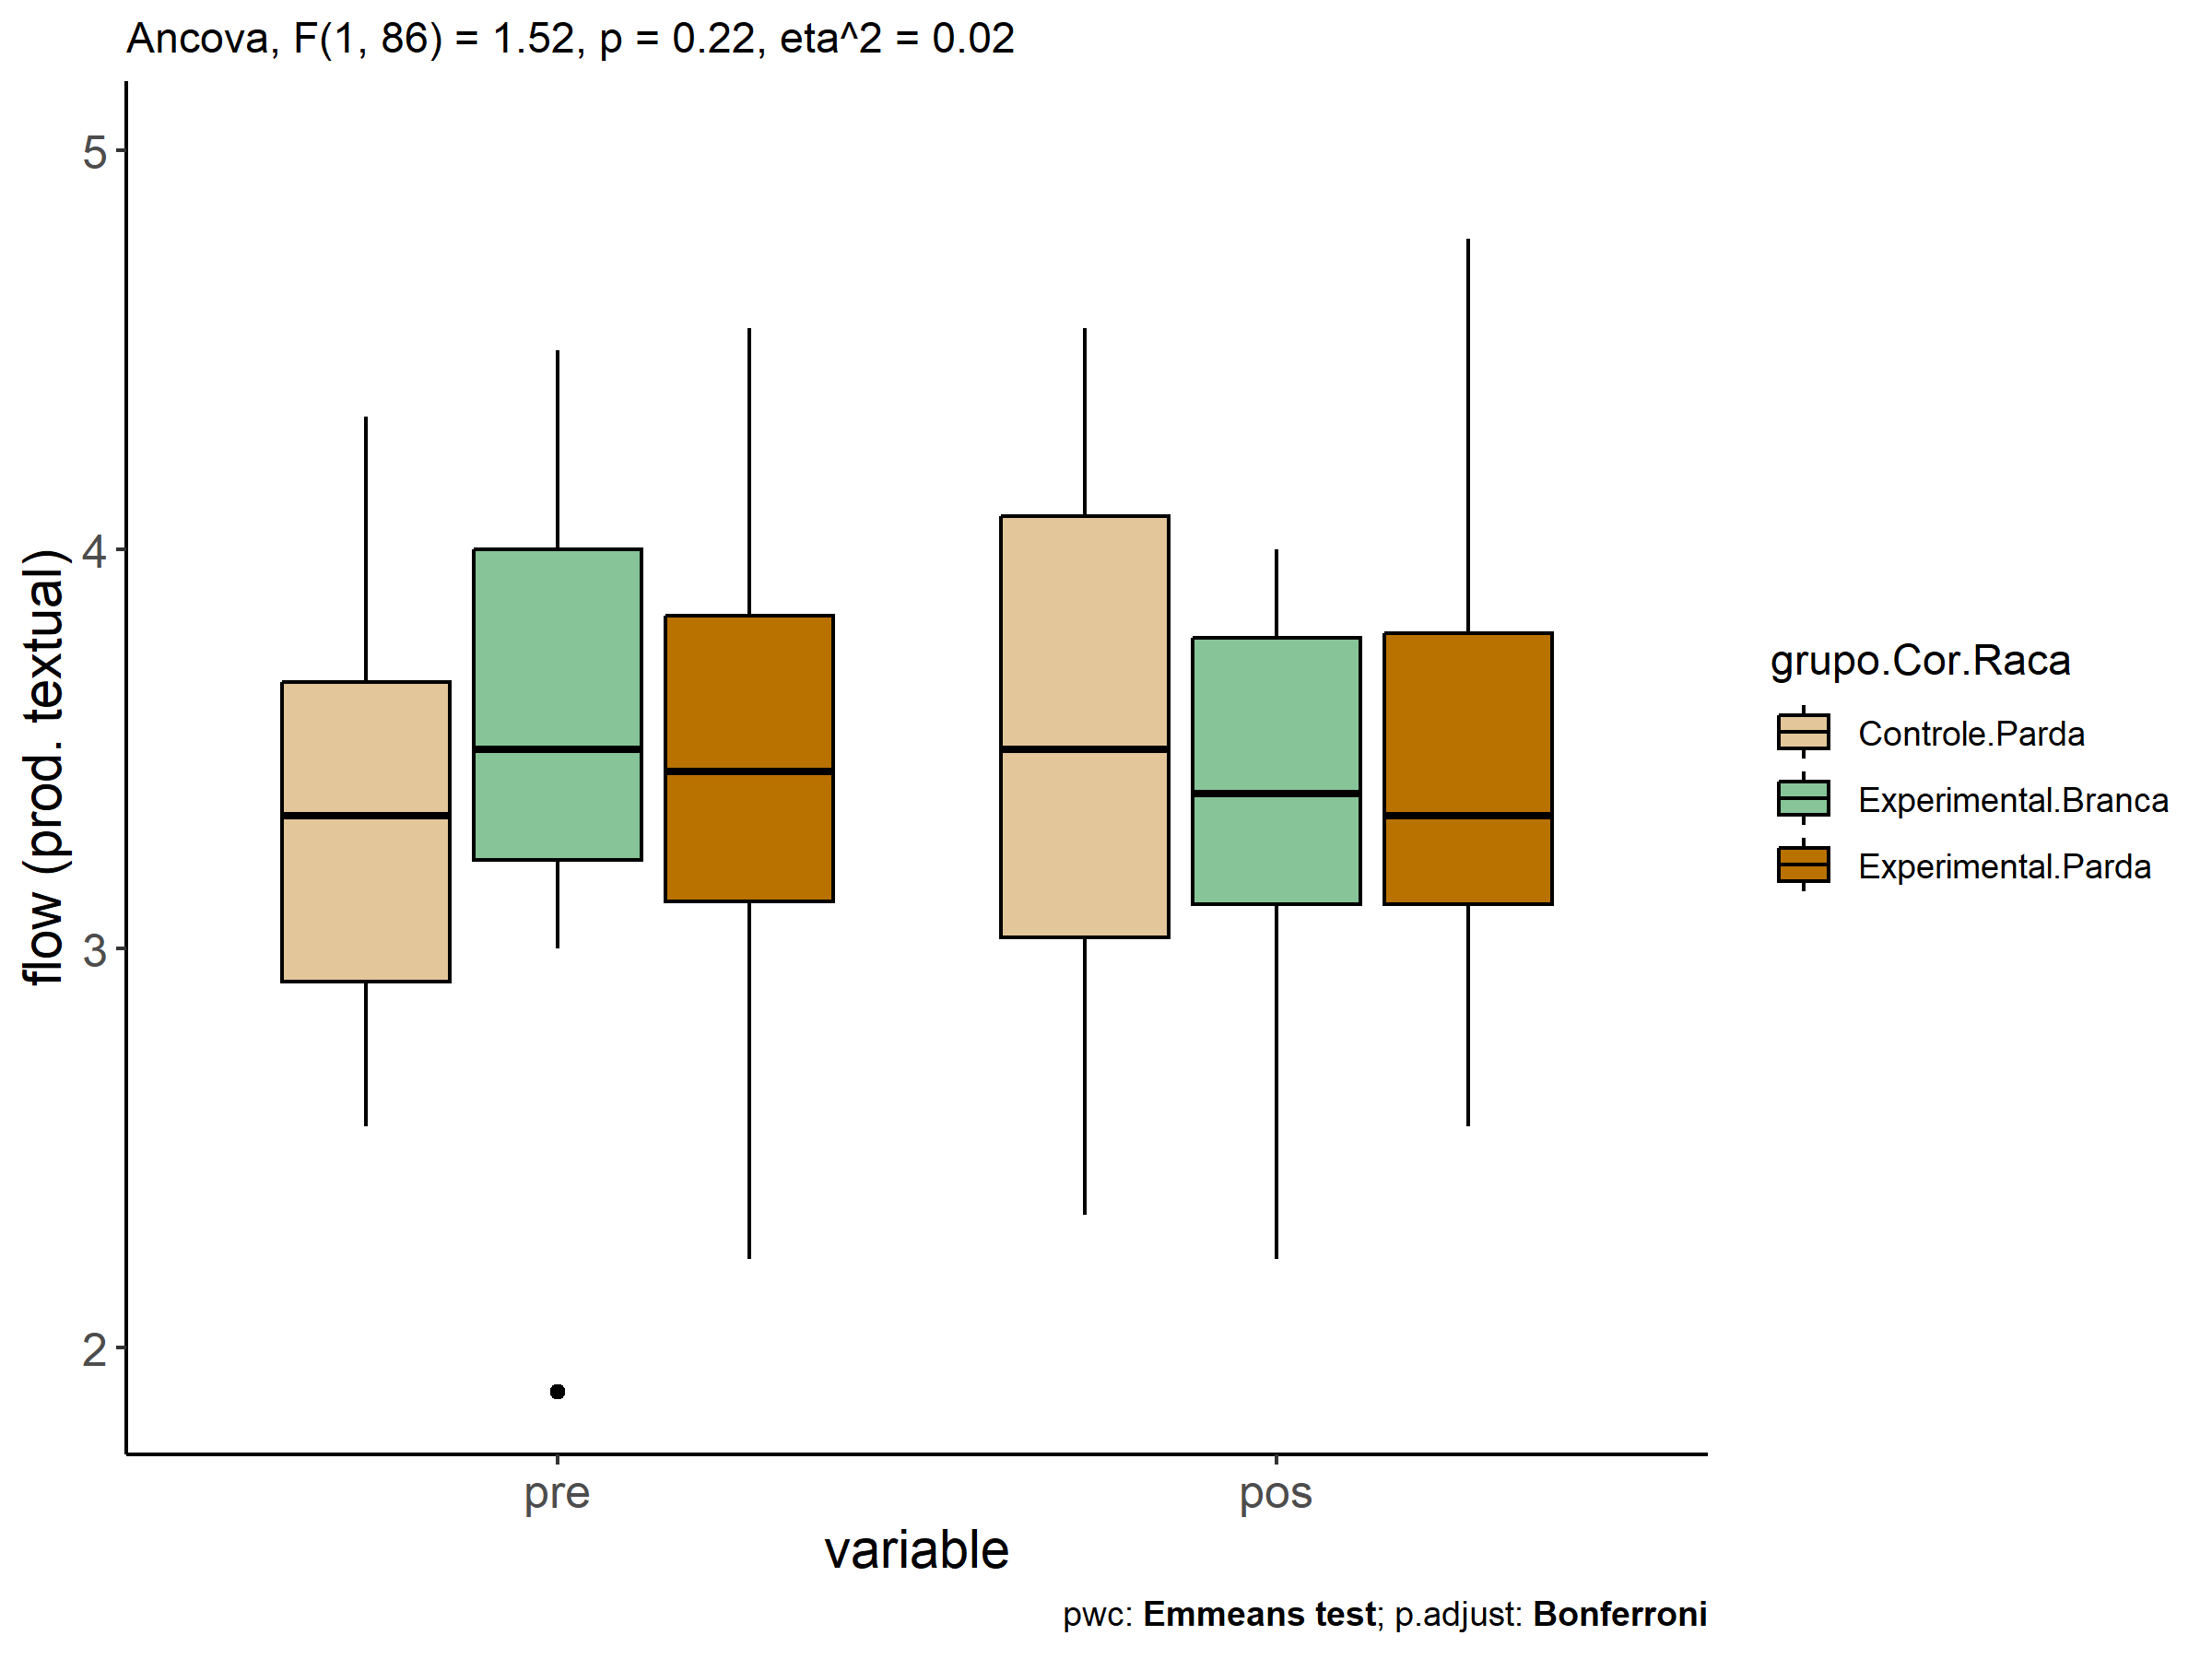 Ancova, F(1, 86) = 1.52, p = 0.22, eta^2 = 0.02
flow (prod. textual)
5
4
3
2
pre
pos
variable
grupo.Cor.Raca
Controle.Parda
Experimental.Branca
Experimental.Parda
pwc: Emmeans test; p.adjust: Bonferroni